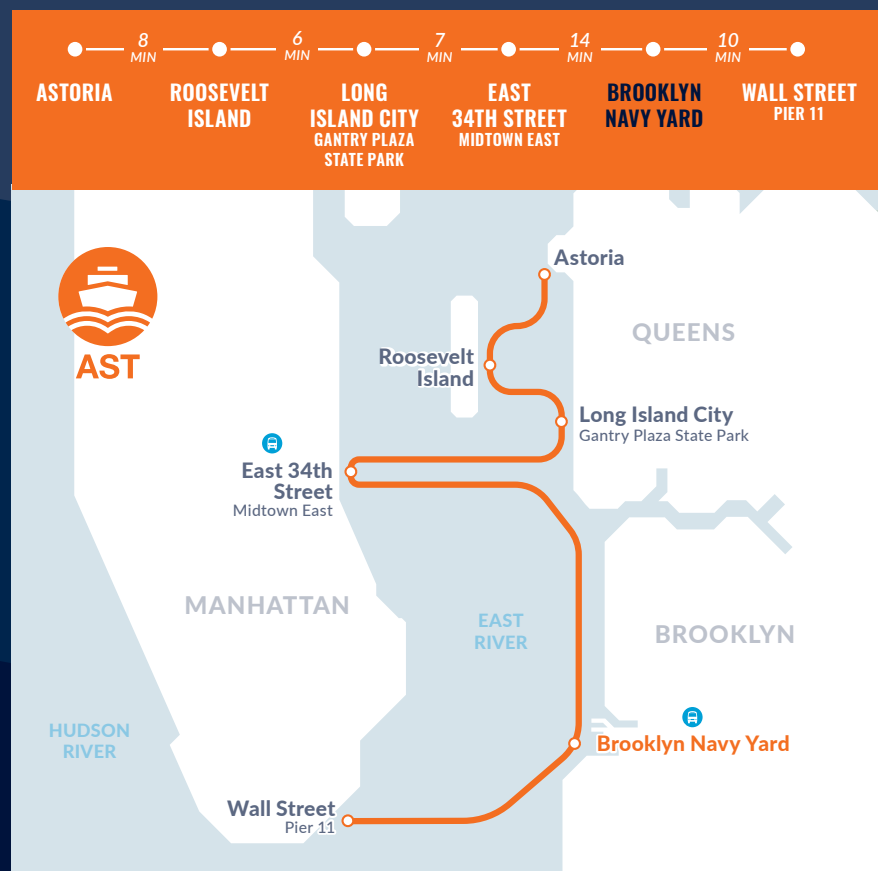 8 MIN
6 MIN
7 MIN
14 MIN
10 MIN
ASTORIA
ROOSEVELT
ISLAND
LONG
ISLAND CITY
GANTRY PLAZA
STATE PARK
EAST
34TH STREET
MIDTOWN EAST
BROOKLYN
NAVY YARD
WALL STREET
PIER 11
AST
Astoria
QUEENS
Roosevelt
Island
Long Island City
Gantry Plaza State Park
East 34th
Street
Midtown East
MANHATTAN
EAST
RIVER
BROOKLYN
HUDSON
RIVER
Brooklyn Navy Yard
Wall Street
Pier 11